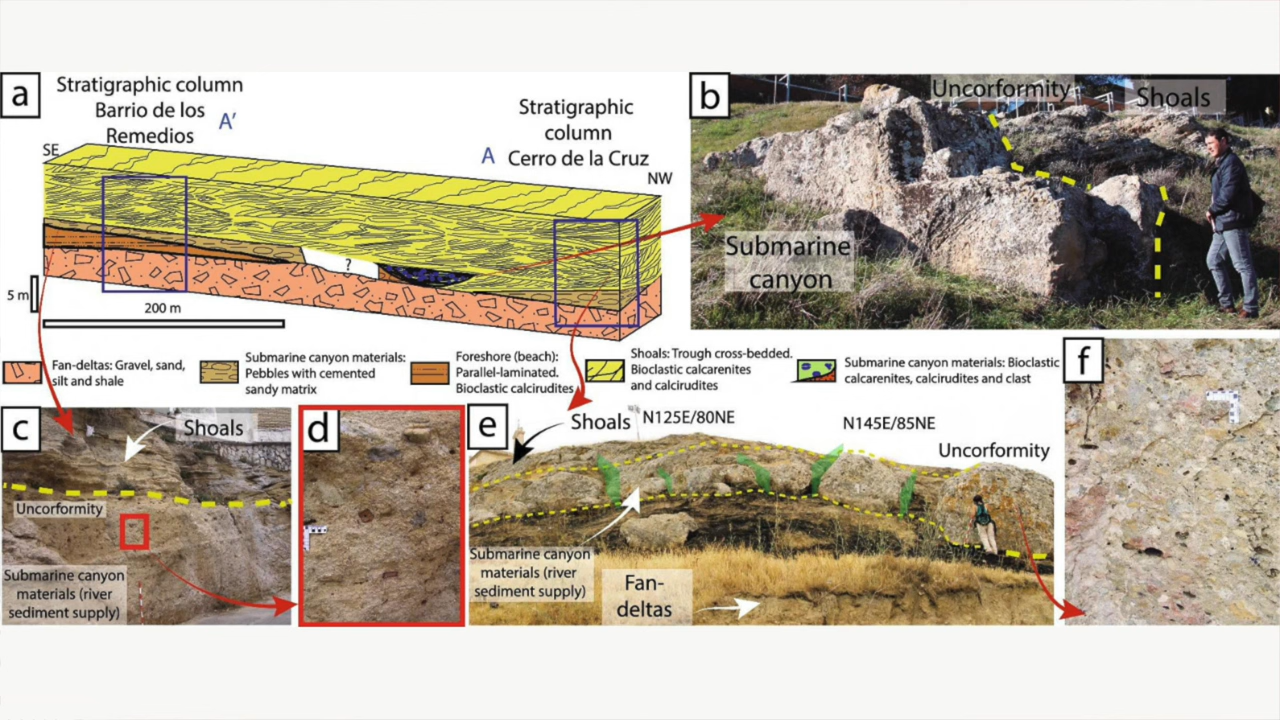 a
Stratigraphic column
Barrio de los
Remedios
A'
SE
Stratigraphic
column
Cerro de la Cruz
A
NW
?
5 m
200 m
b
Uncorformity
Shoals
Submarine
canyon
Fan-deltas: Gravel, sand,
silt and shale
Submarine canyon materials:
Pebbles with cemented
sandy matrix
Foreshore (beach):
Parallel-laminated.
Bioclastic calcirudites
Shoals: Trough cross-bedded.
Bioclastic calcarenites
and calcirudites
Submarine canyon materials: Bioclastic
calcarenites, calcirudites and clast
c
Shoals
Uncorformity
Submarine canyon
materials (river
sediment supply)
d
e
Shoals
N125E/80NE
N145E/85NE
Uncorformity
Submarine canyon
materials (river
sediment supply)
Fan-
deltas
f